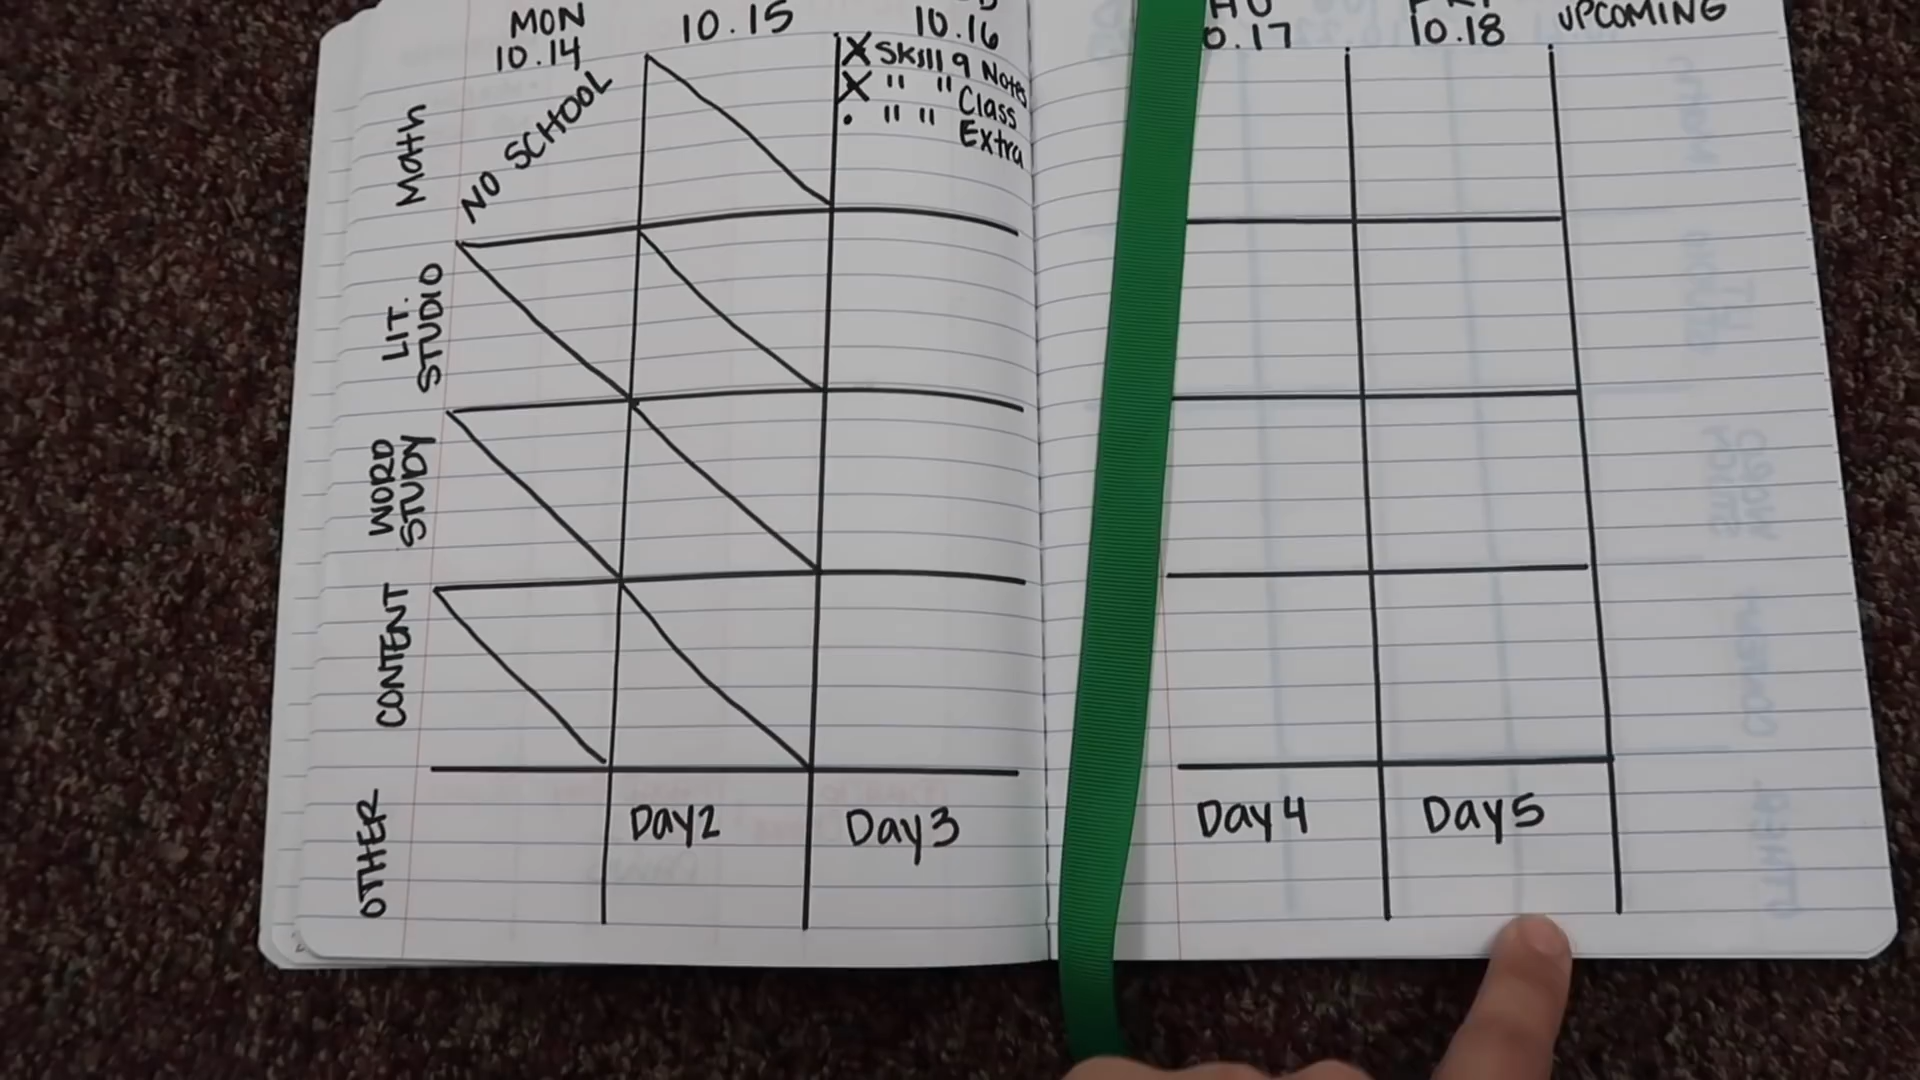 MON
10.14
10.15
10.16
0.17
10.18
UPCOMING
Math
NO SCHOOL
X Skill 9 Notes
X " " Class
. " " Extra
LIT.
STUDIO
WORD
STUDY
CONTENT
OTHER
Day 2
Day 3
Day 4
Day 5